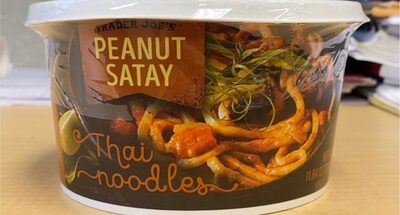 TRADER JOE'S
PEANUT
SATAY
Thai
noodles